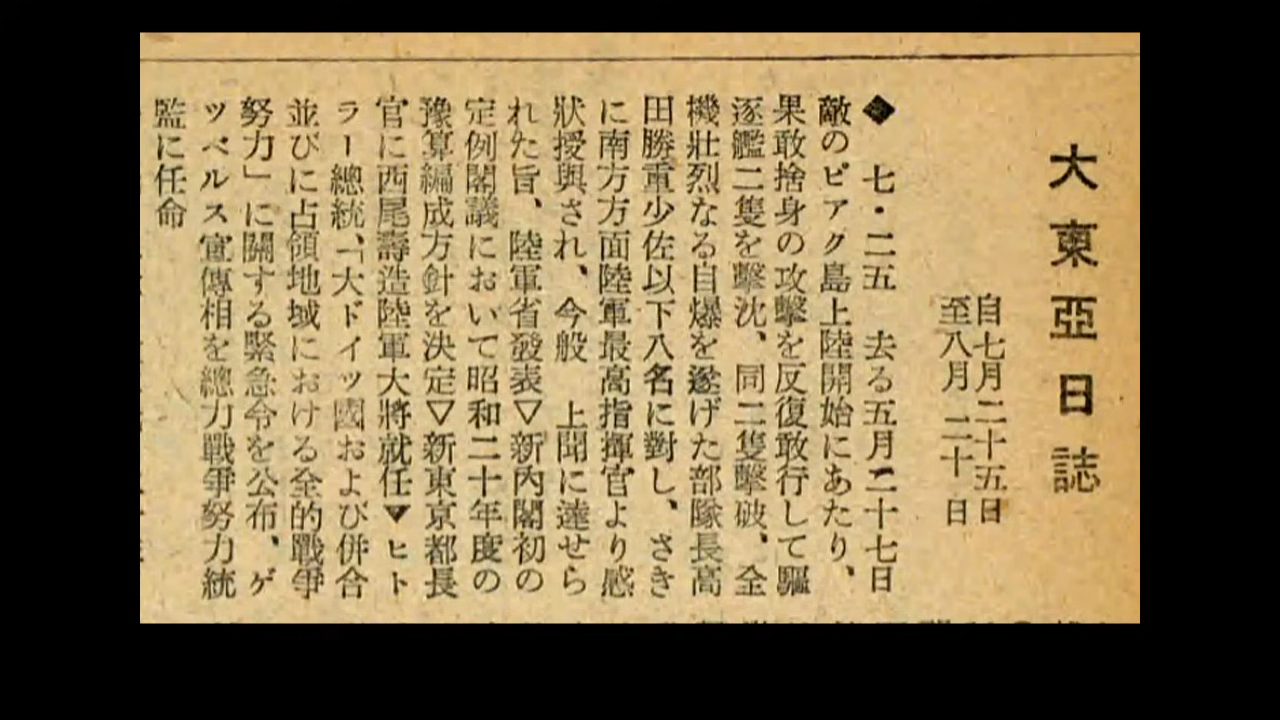 大東亞日誌
自七月二十五日
至八月二十日
◆　七・二五　去る五月二十七日
敵のビアク島上陸開始にあたり、
果敢捨身の攻擊を反復敢行して驅
逐艦二隻を擊沈、同二隻擊破、全
機壯烈なる自爆を遂げた部隊長高
田勝重少佐以下八名に對し、さき
に南方方面陸軍最高指揮官より感
狀授與され、今般　上聞に達せら
れた旨、陸軍省發表▽新內閣初の
定例閣議において昭和二十年度の
豫算編成方針を決定▽新東京都長
官に西尾壽造陸軍大將就任▼ヒト
ラー總統、「大ドイツ國および併合
並びに占領地域における全的戰爭
努力」に關する緊急令を公布、ゲ
ッベルス宣傳相を總力戰爭努力統
監に任命